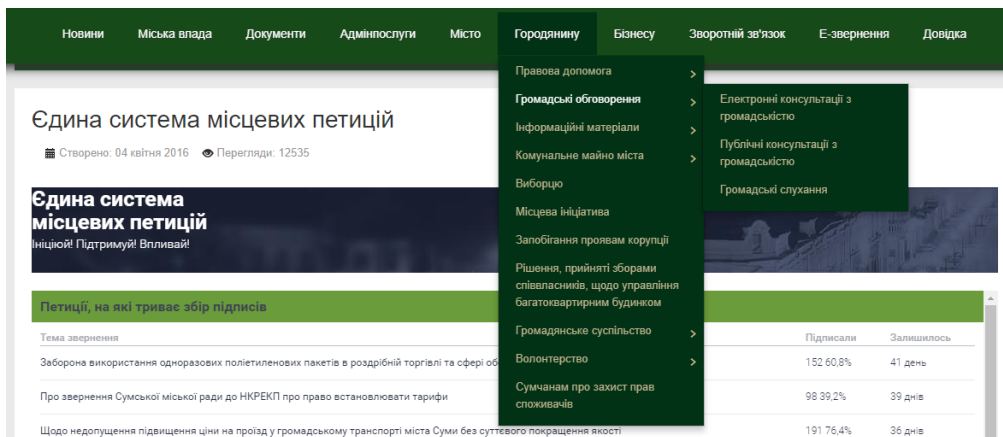 Новини Міська влада Документи Адмінпослуги Місто Городянину Бізнесу Зворотній зв'язок Е-звернення Довідка
Правова допомога
Громадські обговорення
Інформаційні матеріали
Комунальне майно міста
Виборцю
Місцева ініціатива
Запобігання проявам корупції
Рішення, прийняті зборами
співвласників, щодо управління
багатоквартирним будинком
Громадянське суспільство
Волонтерство
Сумчанам про захист прав
споживачів
Електронні консультації з
громадськістю
Публічні консультації з
громадськістю
Громадські слухання
Єдина система місцевих петицій
Створено: 04 квітня 2016 Перегляди: 12535
Єдина система
місцевих петицій
Ініціюй! Підтримуй! Впливай!
Петиції, на які триває збір підписів
Тема звернення Підписали Залишилось
Заборона використання одноразових поліетиленових пакетів в роздрібній торгівлі та сфері 152 60,8% 41 день
Про звернення Сумської міської ради до НКРЕКП про право встановлювати тарифи 98 39,2% 39 днів
Щодо недопущення підвищення ціни на проїзд у громадському транспорті міста Суми без суттєвого покращення якості 191 76,4% 36 днів